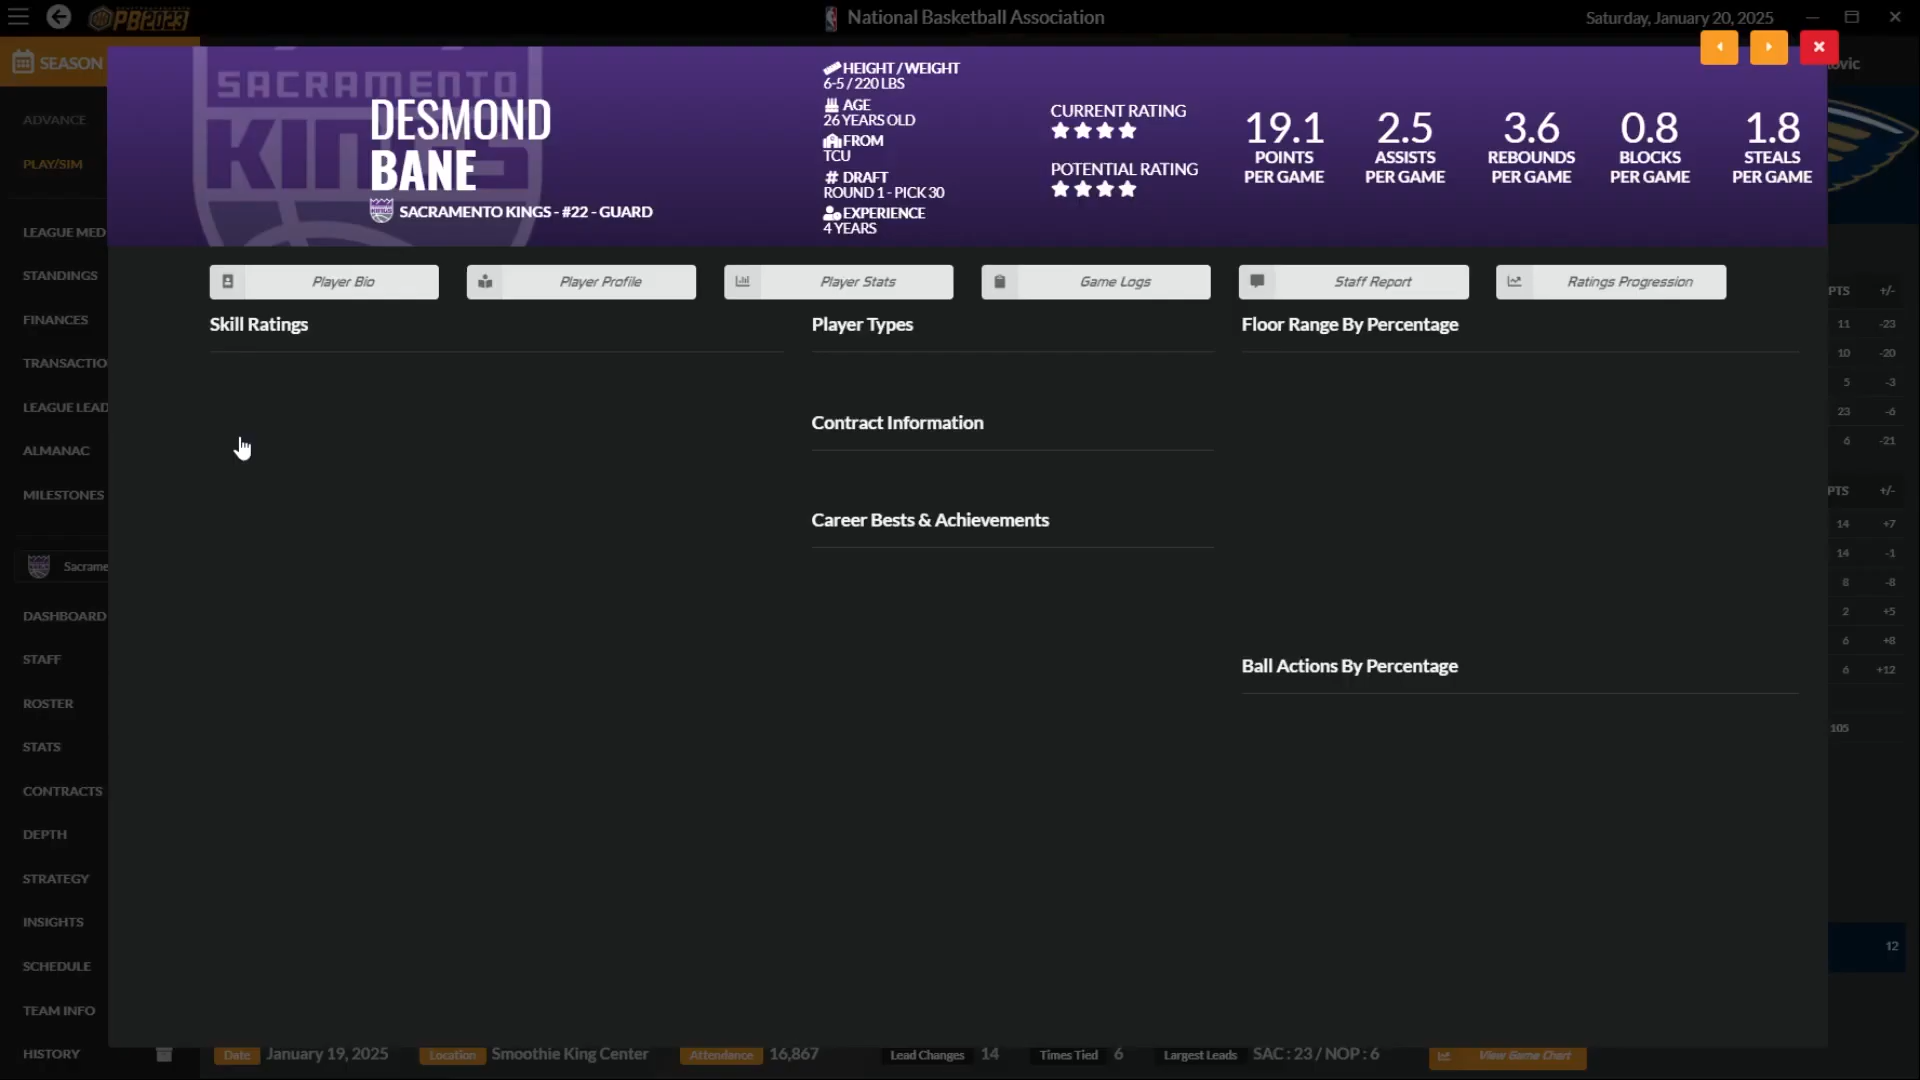 PB2023
National Basketball Association
Saturday, January 20, 2025
SEASON
ADVANCE
PLAY/SIM
LEAGUE MED
STANDINGS
FINANCES
TRANSACTIO
LEAGUE LEAD
ALMANAC
MILESTONES
Sacrame
DASHBOARD
STAFF
ROSTER
STATS
CONTRACTS
DEPTH
STRATEGY
INSIGHTS
SCHEDULE
TEAM INFO
HISTORY
SACRAMENTO
KINGS
DESMOND
BANE
SACRAMENTO KINGS - #22 - GUARD
HEIGHT / WEIGHT
6-5 / 220 LBS
AGE
26 YEARS OLD
FROM
TCU
# DRAFT
ROUND 1 - PICK 30
EXPERIENCE
4 YEARS
CURRENT RATING
POTENTIAL RATING
19.1
POINTS
PER GAME
2.5
ASSISTS
PER GAME
3.6
REBOUNDS
PER GAME
0.8
BLOCKS
PER GAME
1.8
STEALS
PER GAME
Player Bio
Player Profile
Player Stats
Game Logs
Staff Report
Ratings Progression
Skill Ratings
Player Types
Floor Range By Percentage
Contract Information
Career Bests & Achievements
Ball Actions By Percentage
ovic
PTS +/-
11 -23
10 -20
5 -3
23 -6
6 -21
PTS +/-
14 +7
14 -1
8 -8
2 +5
6 +8
6 +12
105
12
Date January 19, 2025 Location Smoothie King Center Attendance 16,867 Lead Changes 14 Times Tied 6 Largest Leads SAC : 23 / NOP : 6 View Game Chart